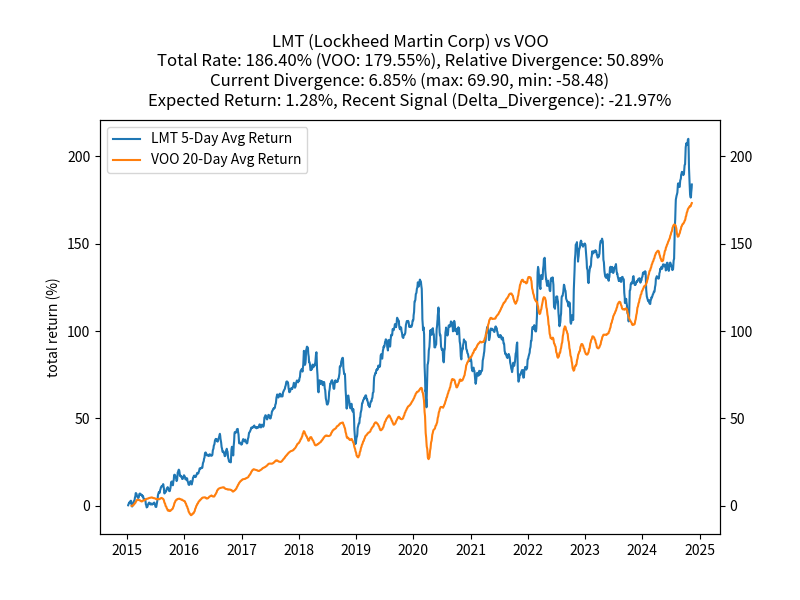 LMT (Lockheed Martin Corp) vs VOO
Total Rate: 186.40% (VOO: 179.55%), Relative Divergence: 50.89%
Current Divergence: 6.85% (max: 69.90, min: -58.48)
Expected Return: 1.28%, Recent Signal (Delta_Divergence): -21.97%
LMT 5-Day Avg Return
VOO 20-Day Avg Return
total return (%)
200
150
100
50
0
200
150
100
50
0
2015 2016 2017 2018 2019 2020 2021 2022 2023 2024 2025